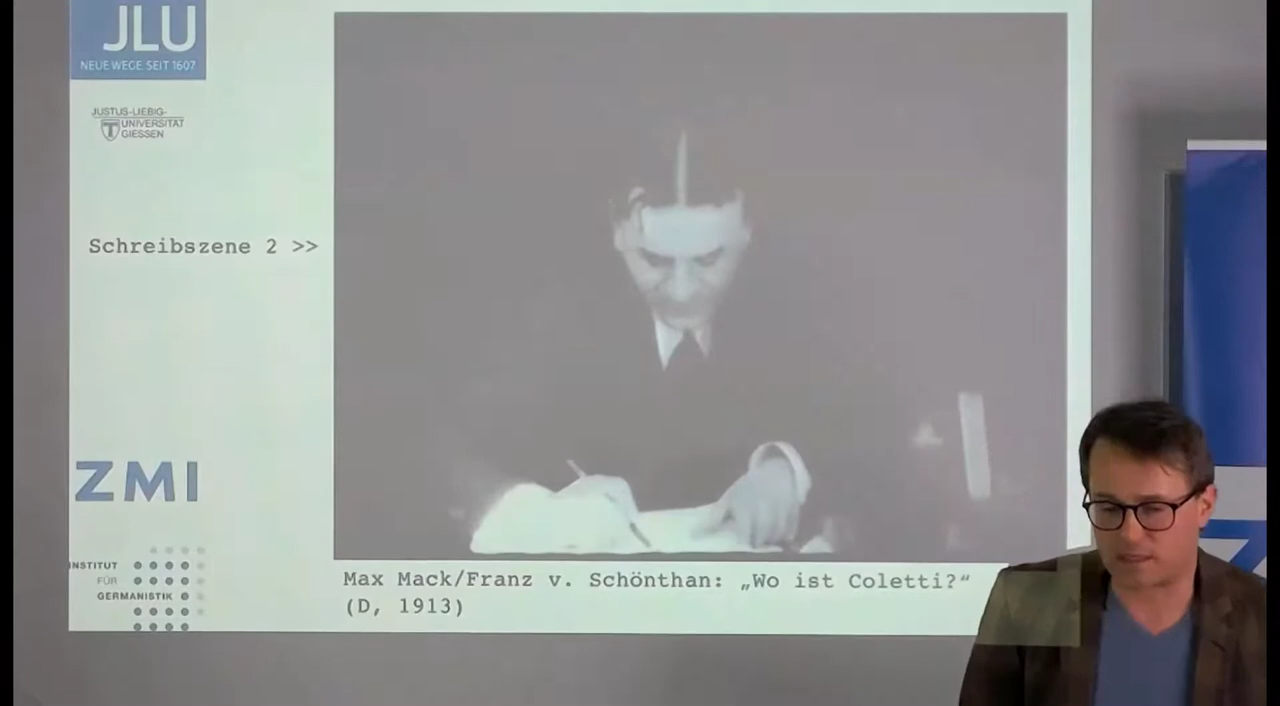 JLU
NEUE WEGE. SEIT 1607
JUSTUS-LIEBIG-
UNIVERSITÄT
GIESSEN
Schreibszene 2 >>
ZMI
INSTITUT
FÜR
GERMANISTIK
Max Mack/Franz v. Schönthan: „Wo ist Coletti?“
(D, 1913)